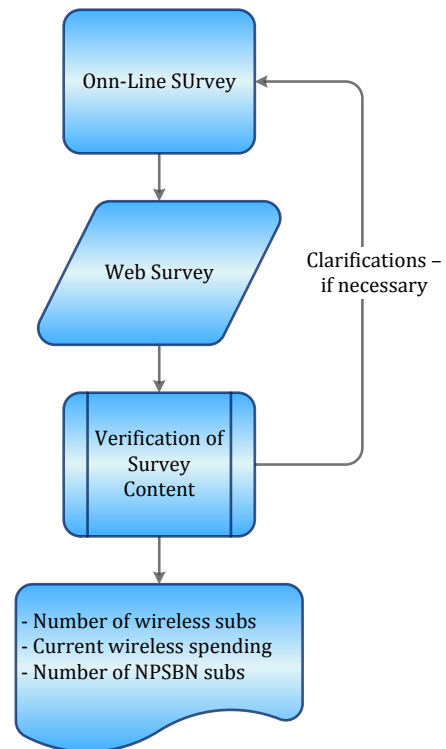 Onn-Line SUrvey
Web Survey
Clarifications –
if necessary
Verification of
Survey
Content
- Number of wireless subs
- Current wireless spending
- Number of NPSBN subs